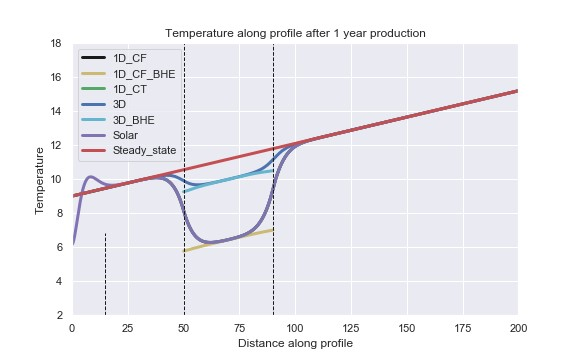 Temperature along profile after 1 year production
18
16
14
12
10
8
6
4
2
Temperature
1D_CF
1D_CF_BHE
1D_CT
3D
3D_BHE
Solar
Steady_state
0 25 50 75 100 125 150 175 200
Distance along profile